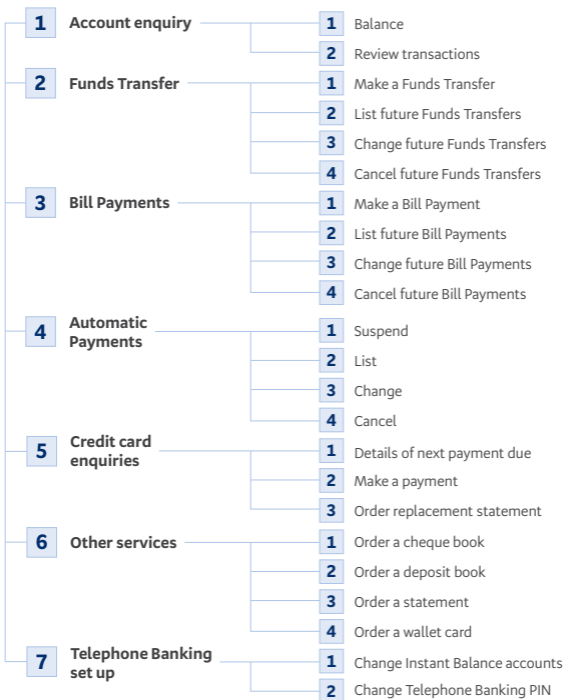 1 Account enquiry
1 Balance
2 Review transactions
2 Funds Transfer
1 Make a Funds Transfer
2 List future Funds Transfers
3 Change future Funds Transfers
4 Cancel future Funds Transfers
3 Bill Payments
1 Make a Bill Payment
2 List future Bill Payments
3 Change future Bill Payments
4 Cancel future Bill Payments
4 Automatic
Payments
1 Suspend
2 List
3 Change
4 Cancel
5 Credit card
enquiries
1 Details of next payment due
2 Make a payment
3 Order replacement statement
6 Other services
1 Order a cheque book
2 Order a deposit book
3 Order a statement
4 Order a wallet card
7 Telephone Banking
set up
1 Change Instant Balance accounts
2 Change Telephone Banking PIN